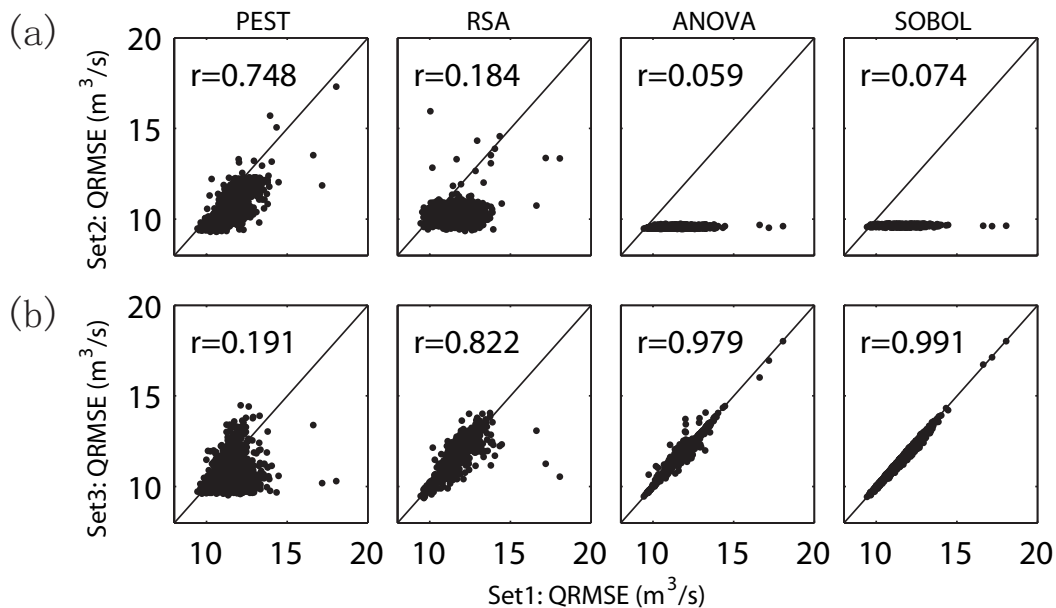 PEST RSA ANOVA SOBOL
(a)
Set2: QRMSE (m³/s)
20
15
10
r=0.748 r=0.184 r=0.059 r=0.074
(b)
Set3: QRMSE (m³/s)
20
15
10
r=0.191 r=0.822 r=0.979 r=0.991
10 15 20 10 15 20 10 15 20 10 15 20
Set1: QRMSE (m³/s)